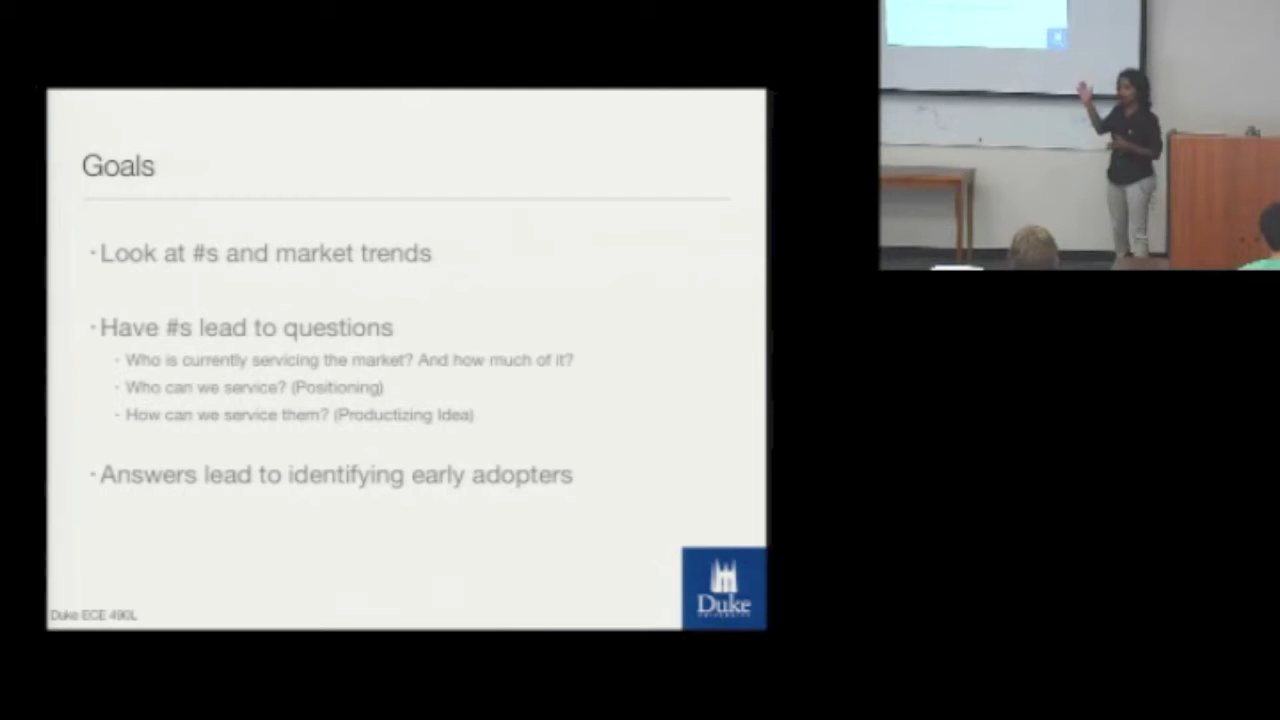 Goals
· Look at #s and market trends
· Have #s lead to questions
· Who is currently servicing the market? And how much of it?
· Who can we service? (Positioning)
· How can we service them? (Productizing Idea)
· Answers lead to identifying early adopters
Duke
UNIVERSITY
Duke ECE 490L